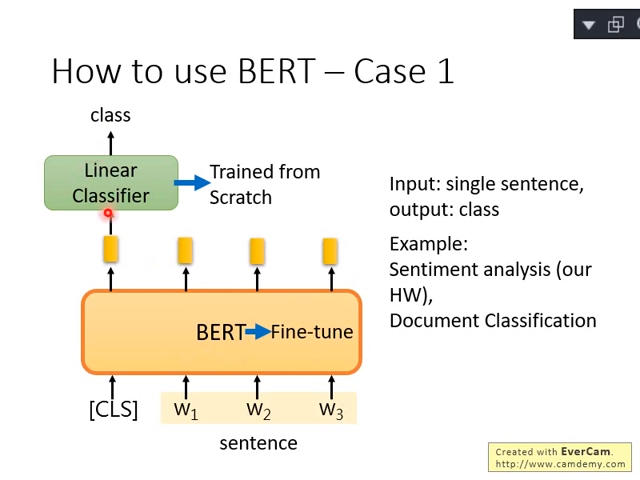 How to use BERT – Case 1
class
Linear
Classifier
Trained from
Scratch
Input: single sentence,
output: class
Example:
Sentiment analysis (our
HW),
Document Classification
BERT
Fine-tune
[CLS]
w₁
w₂
w₃
sentence
Created with EverCam.
http://www.camdemy.com